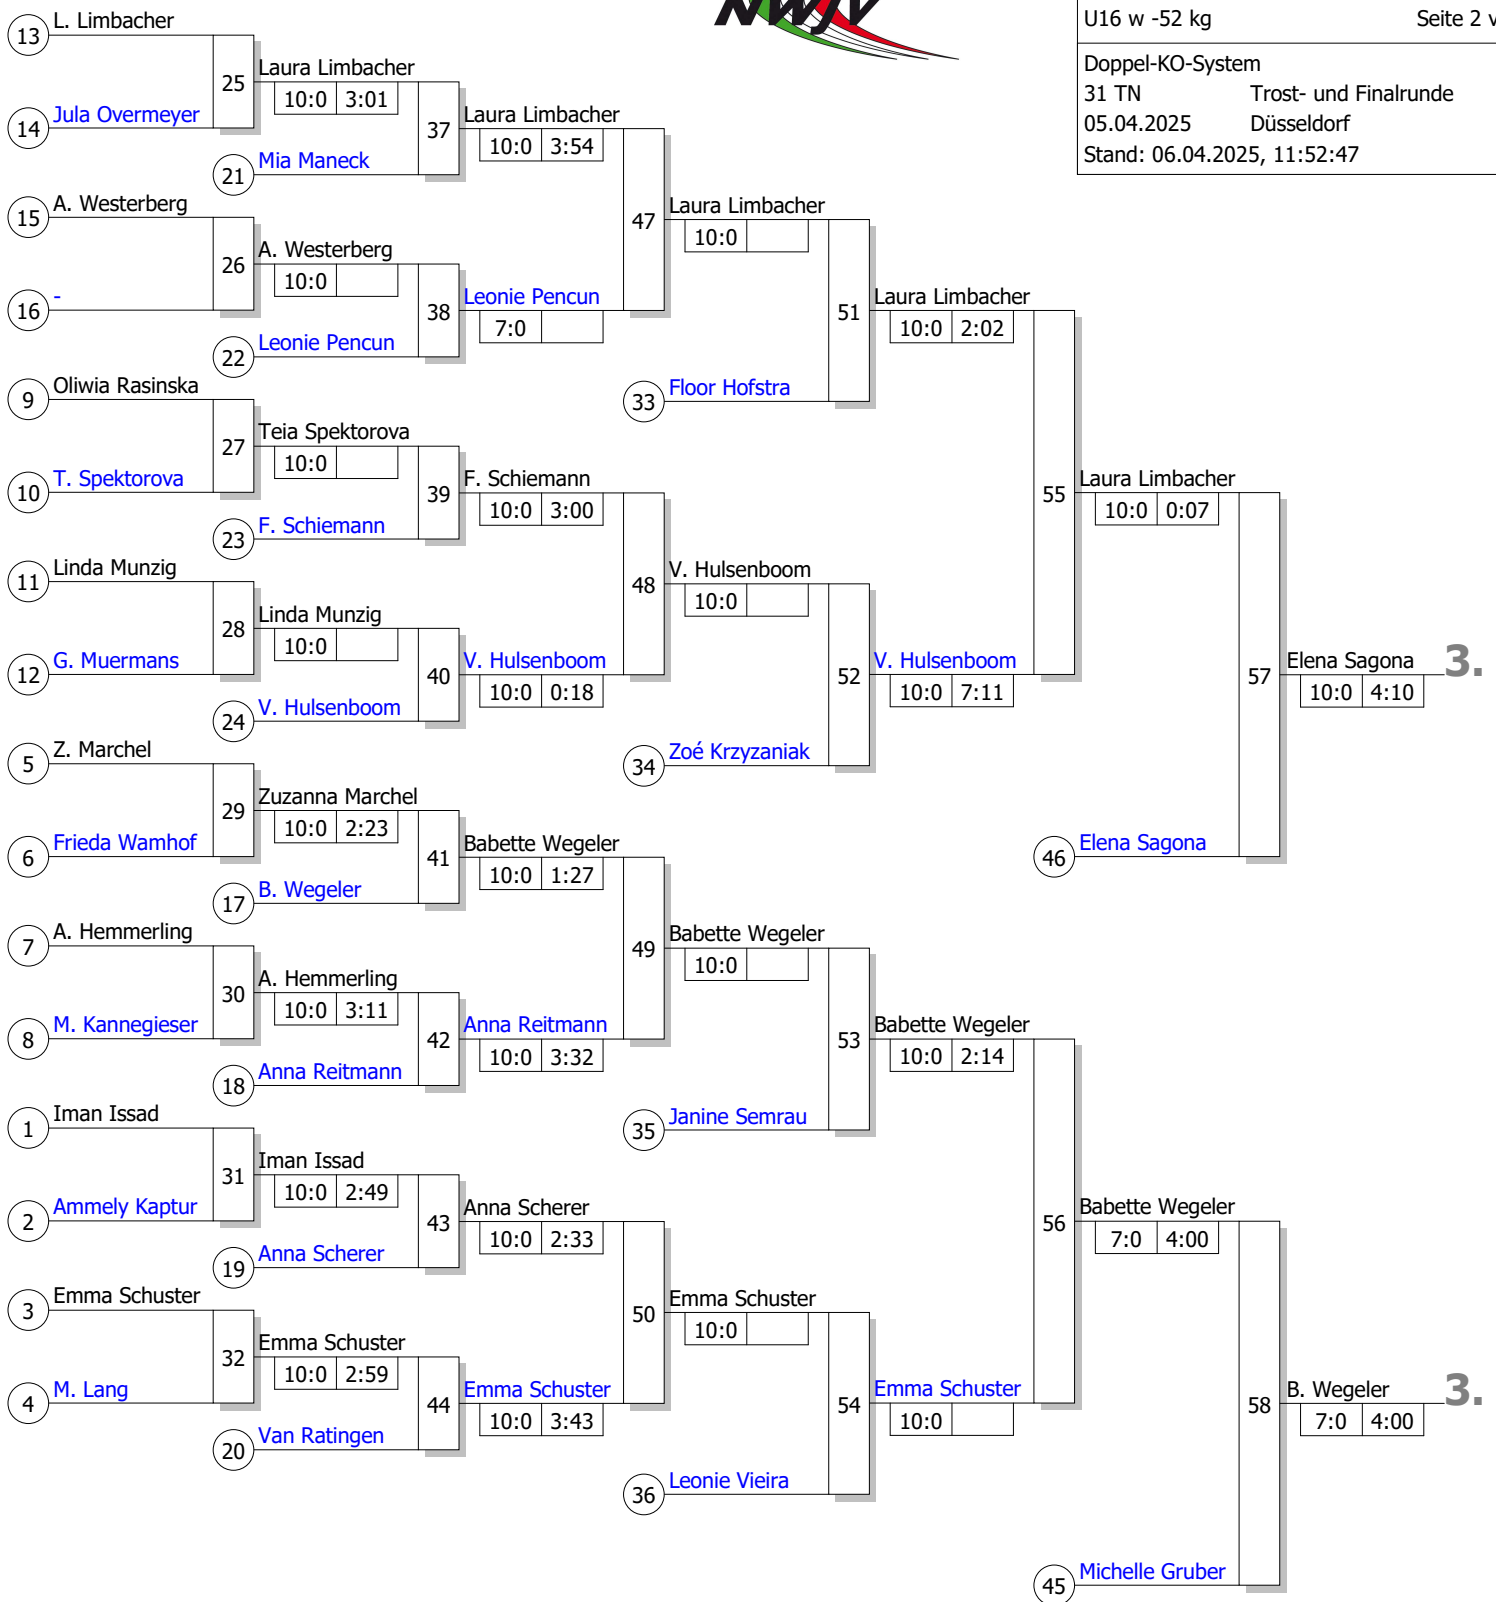 NWJV
U16 w -52 kg Seite 2 v
Doppel-KO-System
31 TN Trost- und Finalrunde
05.04.2025 Düsseldorf
Stand: 06.04.2025, 11:52:47
13 L. Limbacher
14 Jula Overmeyer
15 A. Westerberg
16 -
9 Oliwia Rasinska
10 T. Spektorova
11 Linda Munzig
12 G. Muermans
5 Z. Marchel
6 Frieda Wamhof
7 A. Hemmerling
8 M. Kannegieser
1 Iman Issad
2 Ammely Kaptur
3 Emma Schuster
4 M. Lang
25 Laura Limbacher
10:0 3:01
21 Mia Maneck
26 A. Westerberg
10:0
22 Leonie Pencun
27 Teia Spektorova
10:0
23 F. Schiemann
28 Linda Munzig
10:0
24 V. Hulsenboom
29 Zuzanna Marchel
10:0 2:23
17 B. Wegeler
30 A. Hemmerling
10:0 3:11
18 Anna Reitmann
31 Iman Issad
10:0 2:49
19 Anna Scherer
32 Emma Schuster
10:0 2:59
20 Van Ratingen
37 Laura Limbacher
10:0 3:54
38 Leonie Pencun
7:0
39 F. Schiemann
10:0 3:00
40 V. Hulsenboom
10:0 0:18
41 Babette Wegeler
10:0 1:27
42 Anna Reitmann
10:0 3:32
43 Anna Scherer
10:0 2:33
44 Emma Schuster
10:0 3:43
47 Laura Limbacher
10:0
33 Floor Hofstra
48 V. Hulsenboom
10:0
34 Zoé Krzyzaniak
49 Babette Wegeler
10:0
35 Janine Semrau
50 Emma Schuster
10:0
36 Leonie Vieira
51 Laura Limbacher
10:0 2:02
52 V. Hulsenboom
10:0 7:11
53 Babette Wegeler
10:0 2:14
54 Emma Schuster
10:0
55 Laura Limbacher
10:0 0:07
46 Elena Sagona
56 Babette Wegeler
7:0 4:00
45 Michelle Gruber
57 Elena Sagona 3.
10:0 4:10
58 B. Wegeler 3.
7:0 4:00